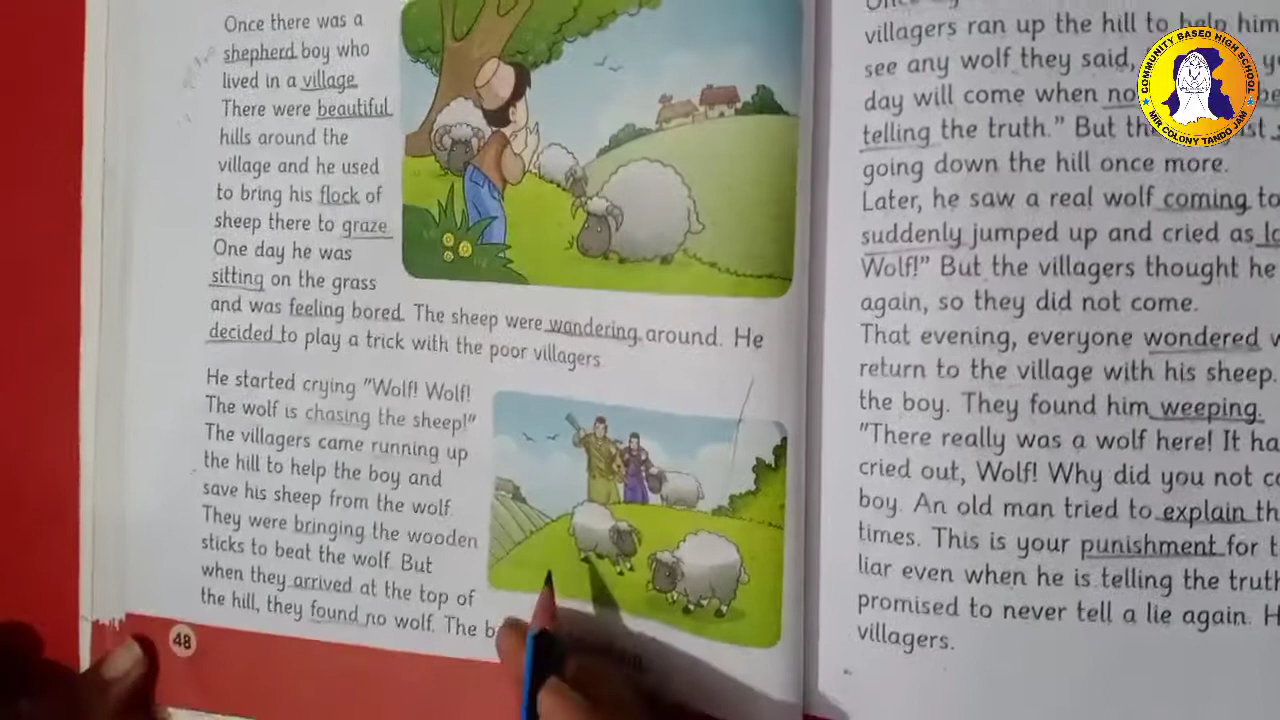 Once there was a
shepherd boy who
lived in a village.
There were beautiful
hills around the
village and he used
to bring his flock of
sheep there to graze.
One day he was
sitting on the grass
and was feeling bored. The sheep were wandering around. He
decided to play a trick with the poor villagers.
He started crying "Wolf! Wolf!
The wolf is chasing the sheep!"
The villagers came running up
the hill to help the boy and
save his sheep from the wolf.
They were bringing the wooden
sticks to beat the wolf. But
when they arrived at the top of
the hill, they found no wolf. The
48
villagers ran up the hill to help him
see any wolf they said,
day will come when no
telling the truth." But
going down the hill once more.
Later, he saw a real wolf coming to
suddenly jumped up and cried as
Wolf!" But the villagers thought he
again, so they did not come.
That evening, everyone wondered
return to the village with his sheep.
the boy. They found him weeping.
"There really was a wolf here! It
cried out, Wolf! Why did you not
boy. An old man tried to explain
times. This is your punishment for
liar even when he is telling the truth
promised to never tell a lie again.
villagers.
COMMUNITY BASED HIGH SCHOOL
MIR COLONY TANDO JAM